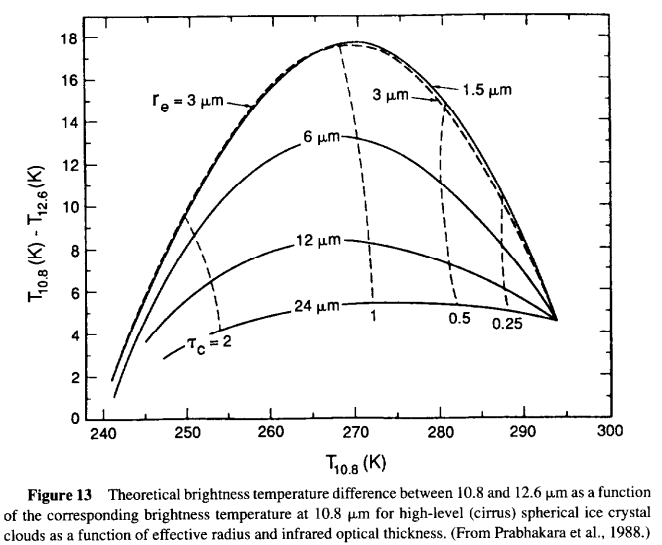 18
16
14
12
10
8
6
4
2
0
T10.8(K) - T12.6(K)
re = 3 μm
3 μm
1.5 μm
6 μm
12 μm
24 μm
τc = 2
1
0.5
0.25
240
250
260
270
280
290
300
T10.8(K)
Figure 13 Theoretical brightness temperature difference between 10.8 and 12.6 μm as a function
of the corresponding brightness temperature at 10.8 μm for high-level (cirrus) spherical ice crystal
clouds as a function of effective radius and infrared optical thickness. (From Prabhakara et al., 1988.)